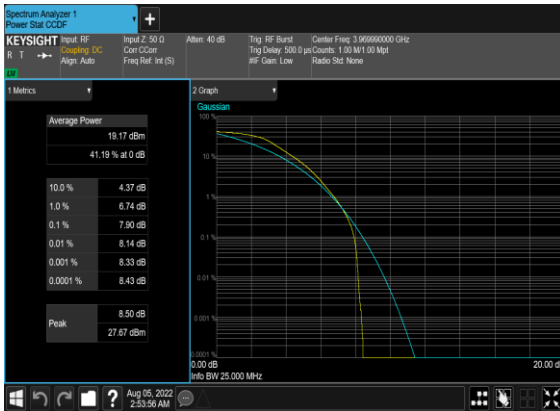 Spectrum Analyzer 1
Power Stat CCDF
+
KEYSIGHT
R T
LXI
Input: RF
Coupling: DC
Align: Auto
Input Z: 50 Ω
Corr CCorr
Freq Ref: Int (S)
Atten: 40 dB
Trig: RF Burst
Trig Delay: 500.0 µs
#IF Gain: Low
Center Freq: 3.969990000 GHz
Counts: 1.00 M/1.00 Mpt
Radio Std: None
1 Metrics
Average Power
19.17 dBm
41.19 % at 0 dB
10.0 % 4.37 dB
1.0 % 6.74 dB
0.1 % 7.90 dB
0.01 % 8.14 dB
0.001 % 8.33 dB
0.0001 % 8.43 dB
Peak
8.50 dB
27.67 dBm
2 Graph
Gaussian
100 %
10 %
1 %
0.1 %
0.01 %
0.001 %
0.0001 %
0.00 dB
20.00 d
Info BW 25.000 MHz
?
Aug 05, 2022
2:53:56 AM